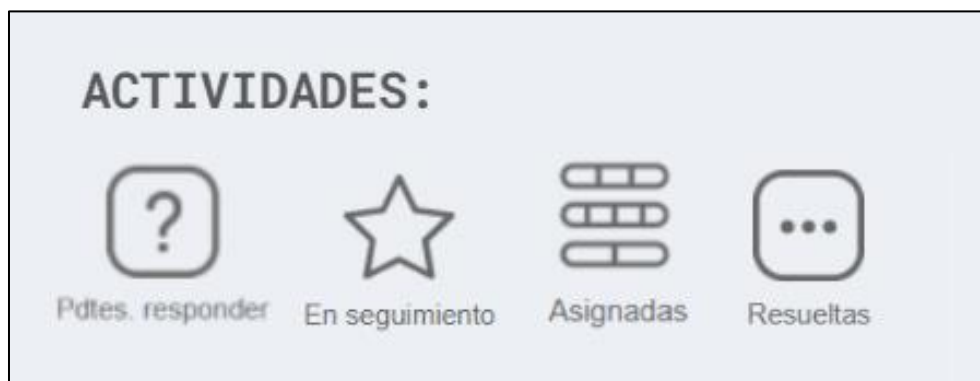 ACTIVIDADES:
Pdtes. responder En seguimiento Asignadas Resueltas